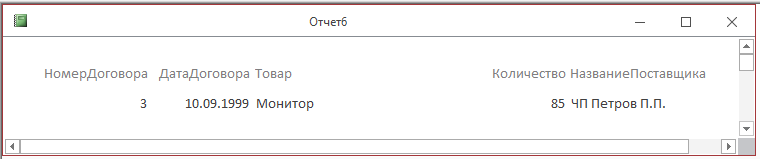 Отчет6
НомерДоговора ДатаДоговора Товар Количество НазваниеПоставщика
3 10.09.1999 Монитор 85 ЧП Петров П.П.